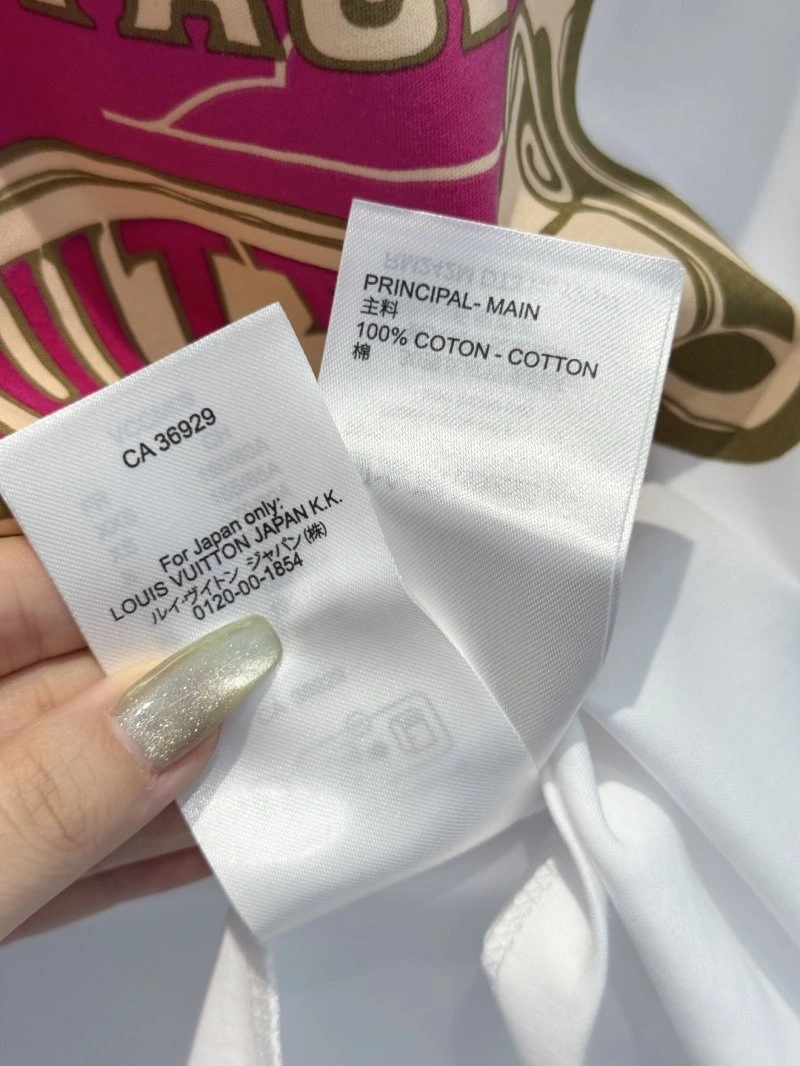 PRINCIPAL- MAIN
主料
100% COTON - COTTON
棉
CA 36929
For Japan only:
LOUIS VUITTON JAPAN K.K.
ルイ・ヴイトン ジャパン(株)
0120-00-1854